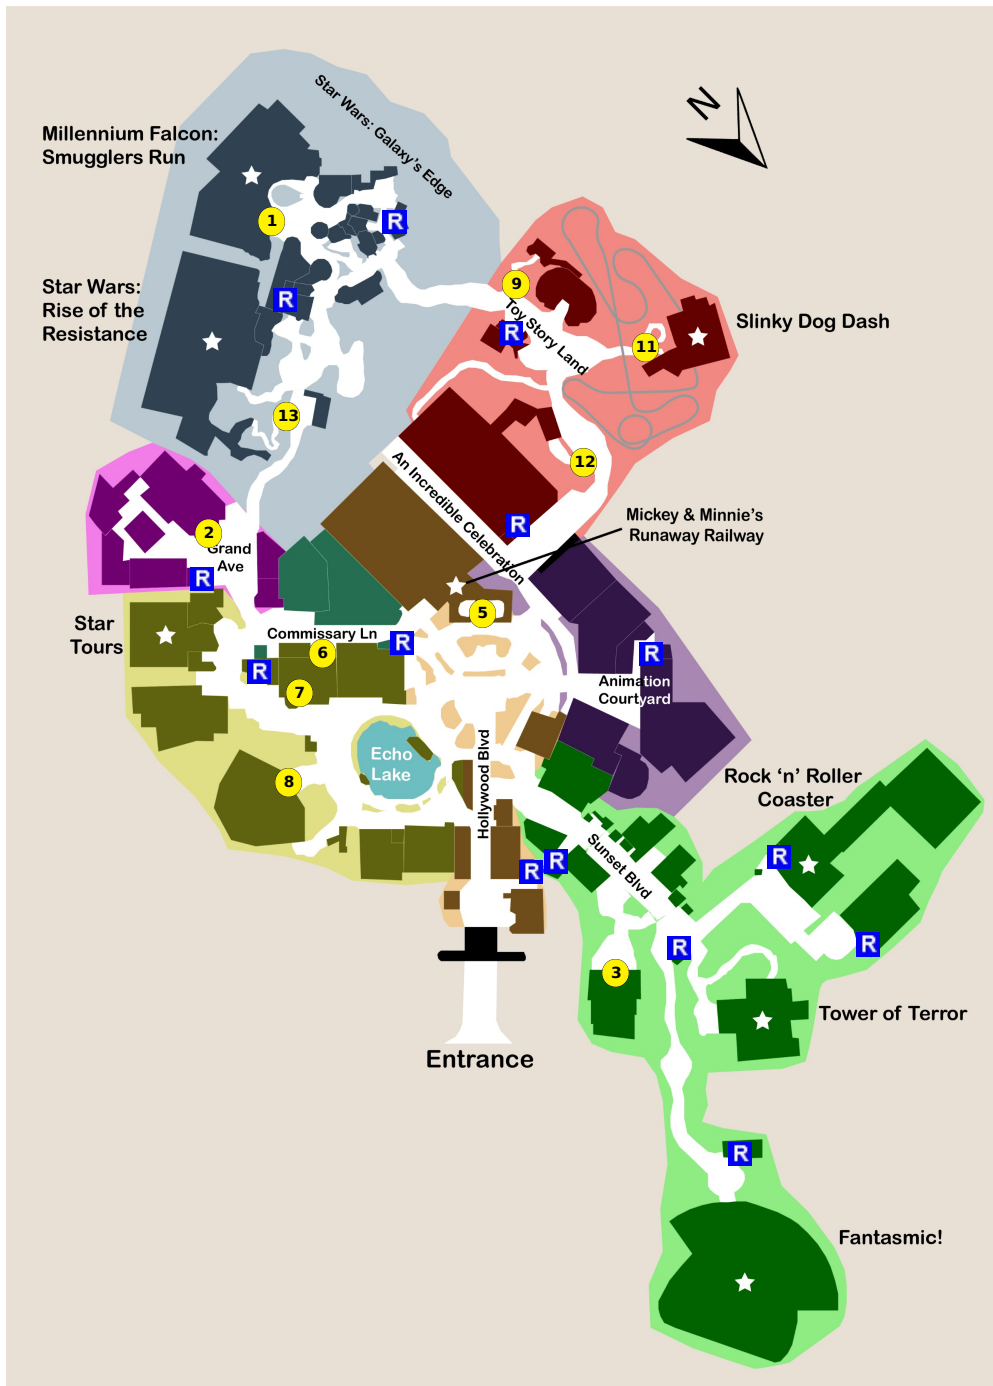 Star Wars: Galaxy's Edge
N
Millennium Falcon:
Smugglers Run
1
R
9
Star Wars:
Rise of the
Resistance
R
Toy Story Land
R
11
Slinky Dog Dash
13
12
An Incredible Celebration
R
Mickey & Minnie's
Runaway Railway
2
Grand
Ave
R
5
Star
Tours
Commissary Ln
R
6
R
7
R
Animation
Courtyard
Echo
Lake
8
Hollywood Blvd
Rock 'n' Roller
Coaster
Sunset Blvd
R
R
R
R
R
3
Tower of Terror
Entrance
R
Fantasmic!